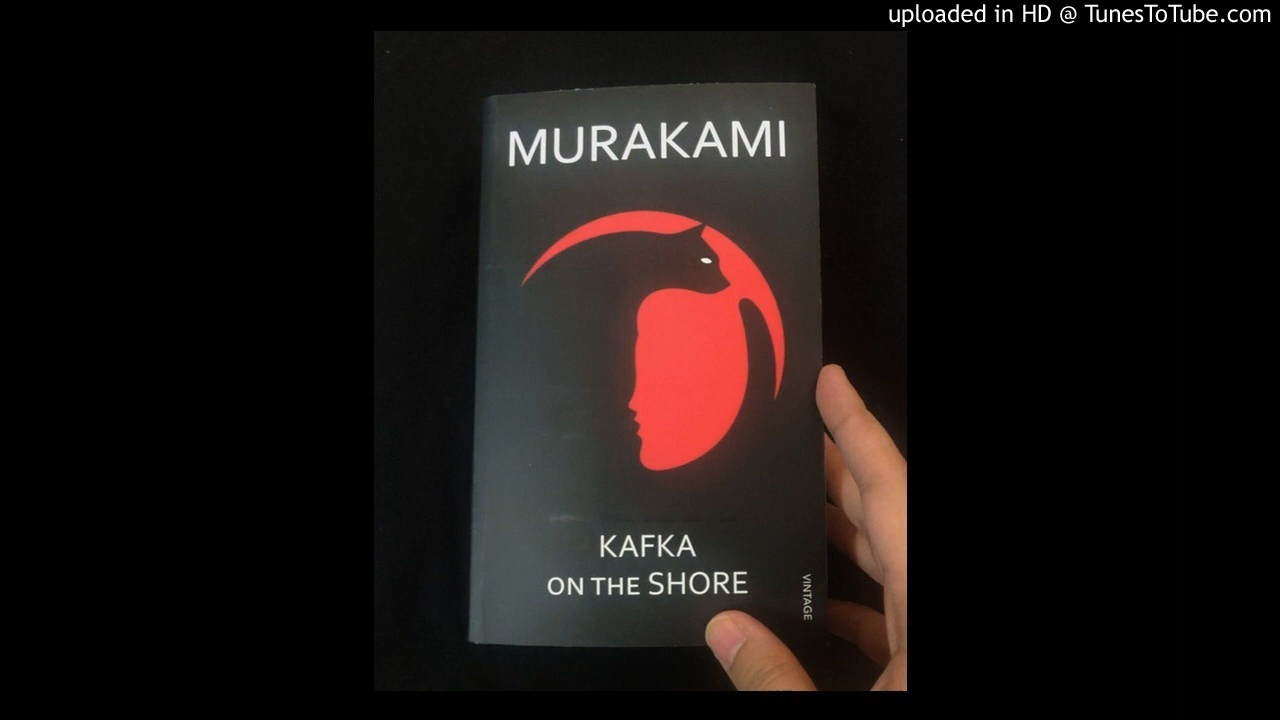 uploaded in HD @ TunesToTube.com
MURAKAMI
KAFKA
ON THE SHORE
VINTAGE